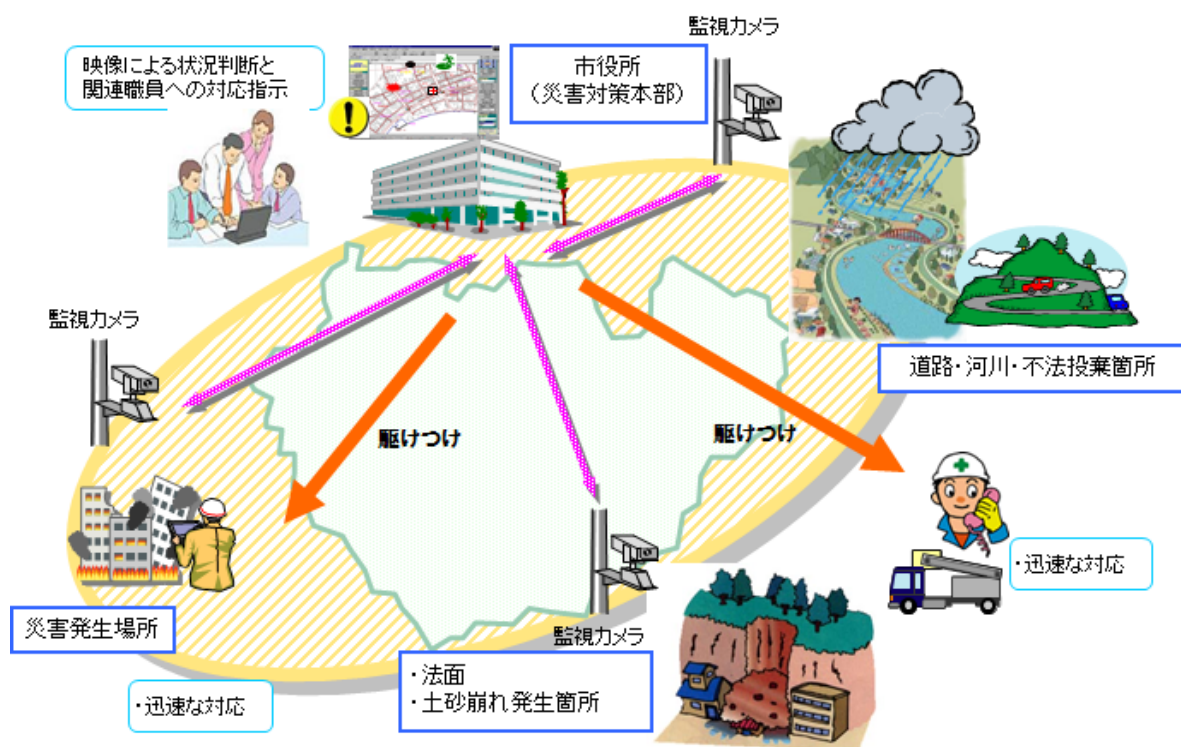 監視カメラ
映像による状況判断と
関連職員への対応指示
市役所
（災害対策本部）
監視カメラ
道路・河川・不法投棄箇所
駆けつけ
駆けつけ
・迅速な対応
災害発生場所
監視カメラ
・法面
・土砂崩れ発生箇所
・迅速な対応